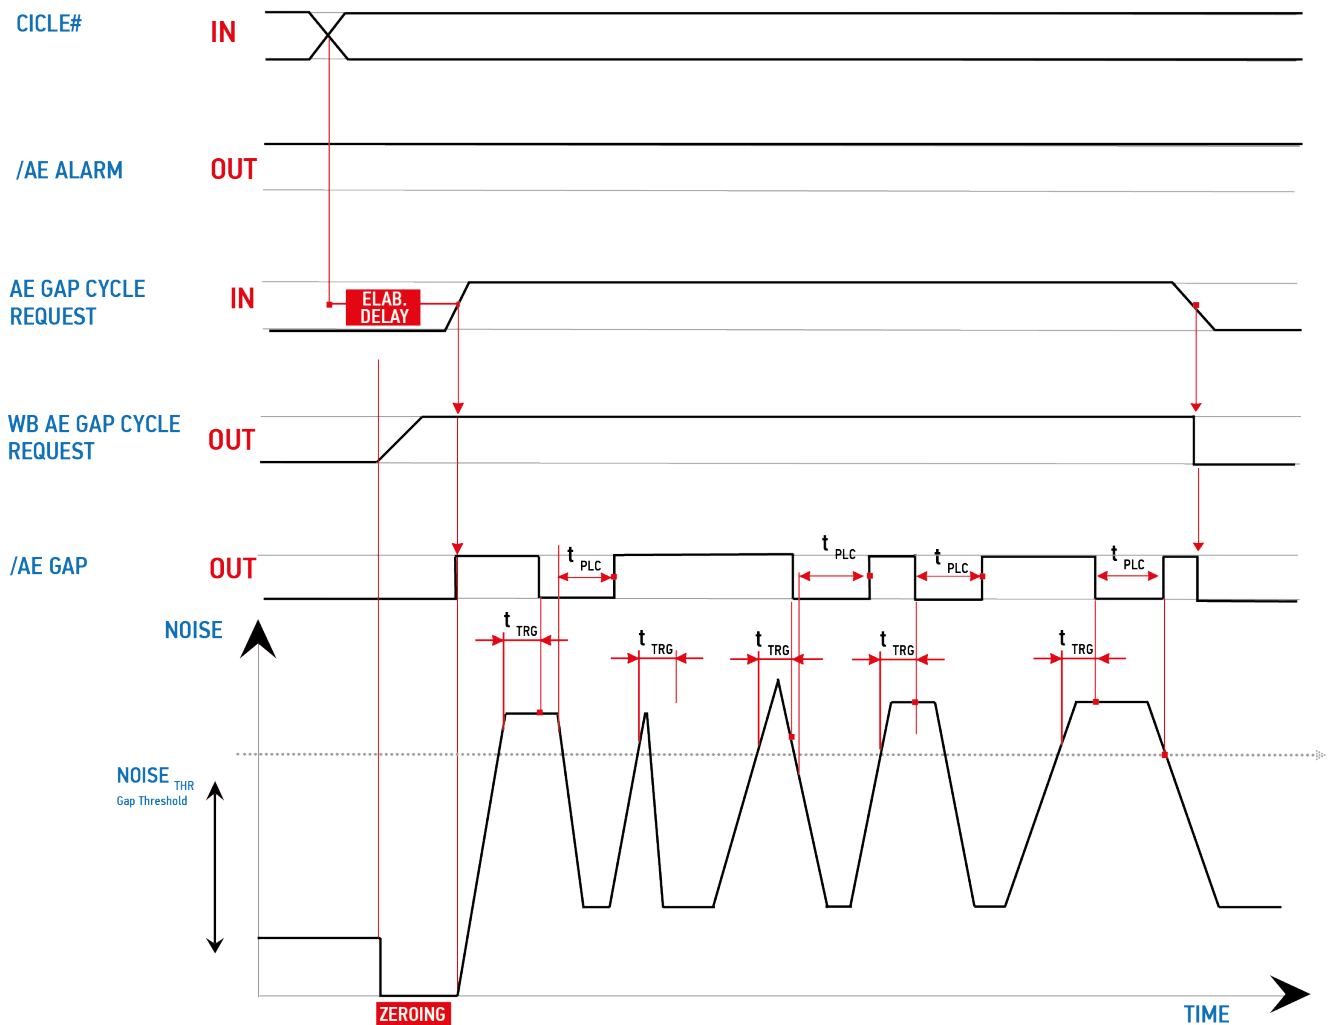 CICLE#
IN
/AE ALARM
OUT
AE GAP CYCLE
REQUEST
IN
ELAB.
DELAY
WB AE GAP CYCLE
REQUEST
OUT
/AE GAP
OUT
t PLC
t PLC
t PLC
t PLC
NOISE
t TRG
t TRG
t TRG
t TRG
t TRG
NOISE THR
Gap Threshold
ZEROING
TIME